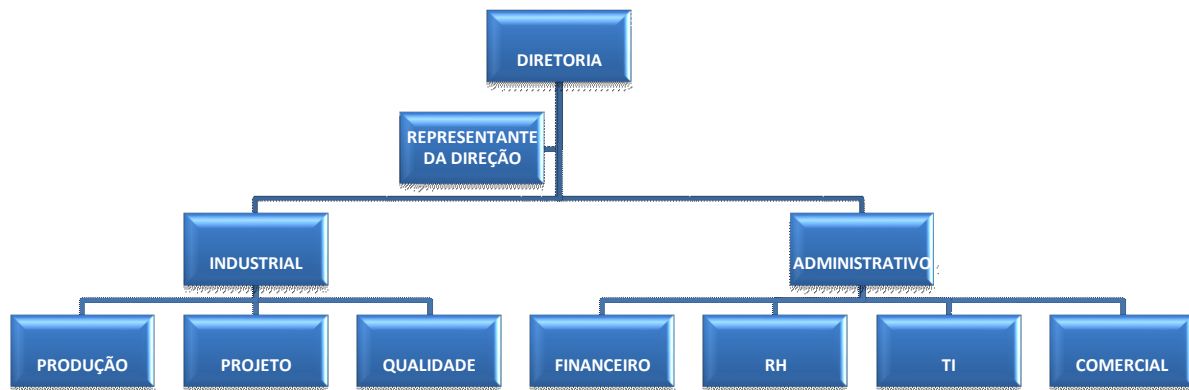 DIRETORIA
REPRESENTANTE
DA DIREÇÃO
INDUSTRIAL
ADMINISTRATIVO
PRODUÇÃO
PROJETO
QUALIDADE
FINANCEIRO
RH
TI
COMERCIAL